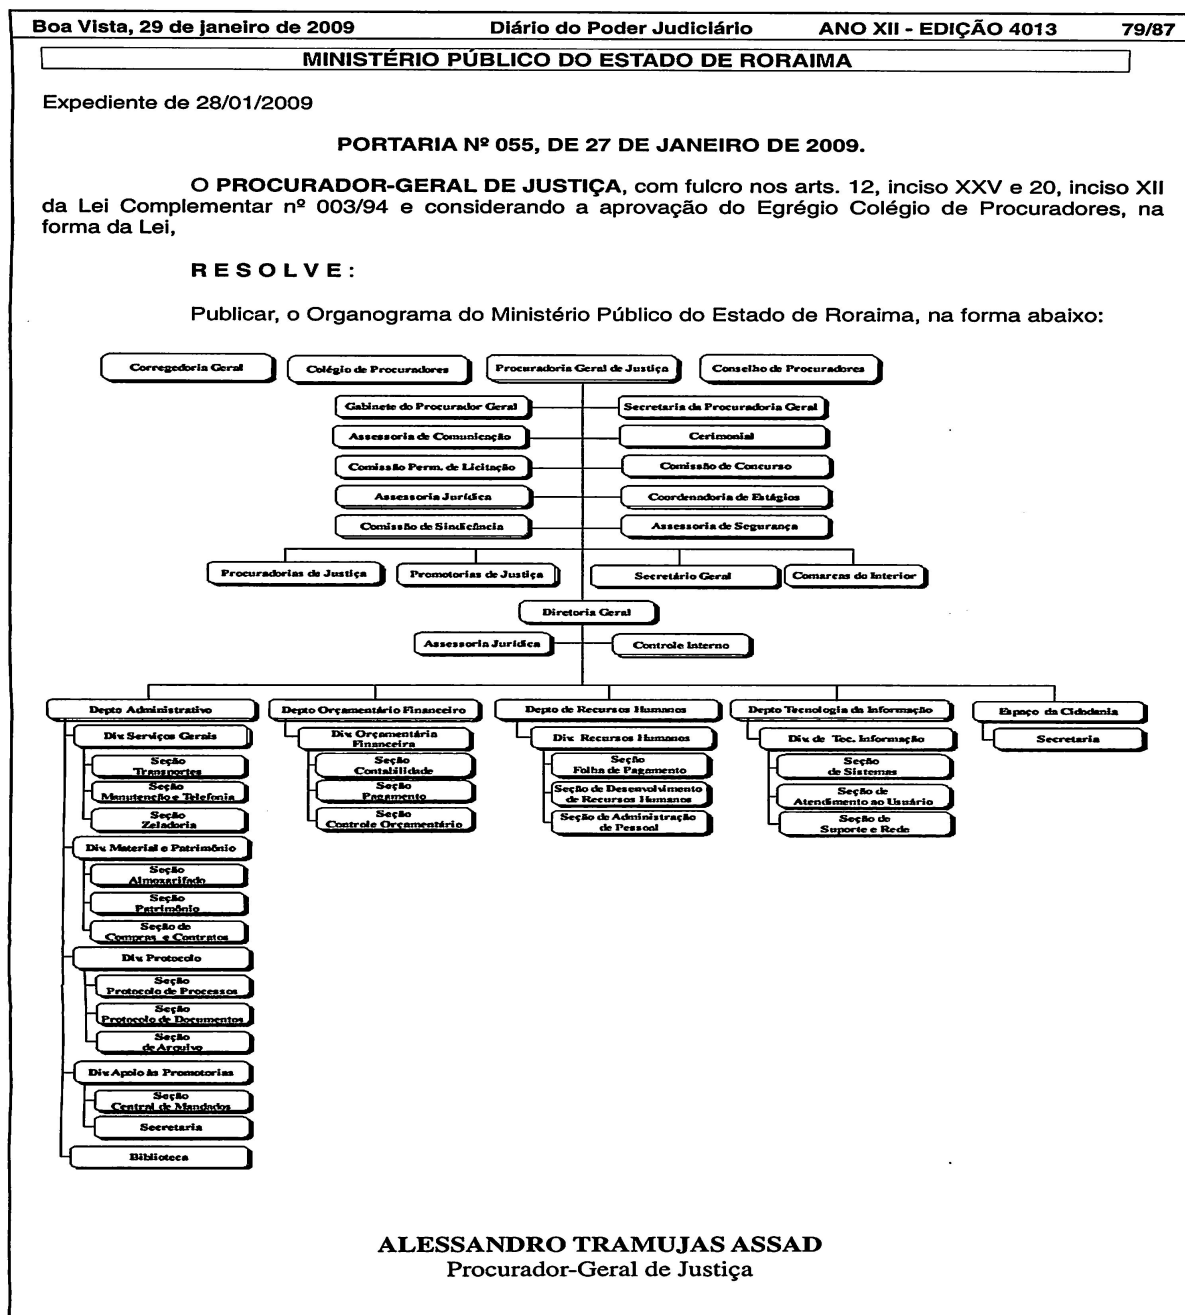 Boa Vista, 29 de janeiro de 2009 Diário do Poder Judiciário ANO XII - EDIÇÃO 4013 79/87
MINISTÉRIO PÚBLICO DO ESTADO DE RORAIMA
Expediente de 28/01/2009
PORTARIA Nº 055, DE 27 DE JANEIRO DE 2009.
O PROCURADOR-GERAL DE JUSTIÇA, com fulcro nos arts. 12, inciso XXV e 20, inciso XII
da Lei Complementar nº 003/94 e considerando a aprovação do Egrégio Colégio de Procuradores, na
forma da Lei,
R E S O L V E :
Publicar, o Organograma do Ministério Público do Estado de Roraima, na forma abaixo:
Corregedoria Geral
Colégio de Procuradores
Procuradoria Geral de Justiça
Conselho de Procuradores
Gabinete do Procurador Geral
Secretaria da Procuradoria Geral
Assessoria de Comunicação
Cerimonial
Comissão Perm. de Licitação
Comissão de Concurso
Assessoria Jurídica
Coordenadoria de Estágios
Comissão de Sindicância
Assessoria de Segurança
Procuradorias de Justiça
Promotorias de Justiça
Secretário Geral
Comarcas do Interior
Diretoria Geral
Assessoria Jurídica
Controle Interno
Depto Administrativo
Div. Serviços Gerais
Seção
Transportes
Seção
Manutenção e Telefonia
Seção
Zeladoria
Div. Material e Patrimônio
Seção
Almoxarifado
Seção
Patrimônio
Seção de
Compras e Contratos
Div. Protocolo
Seção
Protocolo de Processos
Seção
Protocolo de Documentos
Seção
de Arquivo
Div. Apoio às Promotorias
Seção
Central de Mandados
Secretaria
Biblioteca
Depto Orçamentário Financeiro
Div. Orçamentária
Financeira
Seção
Contabilidade
Seção
Pagamento
Seção
Controle Orçamentário
Depto de Recursos Humanos
Div. Recursos Humanos
Seção
Folha de Pagamento
Seção de Desenvolvimento
de Recursos Humanos
Seção de Administração
de Pessoal
Depto Tecnologia da Informação
Div. de Tec. Informação
Seção
de Sistemas
Seção de
Atendimento ao Usuário
Seção de
Suporte e Rede
Espaço da Cidadania
Secretaria
ALESSANDRO TRAMUJAS ASSAD
Procurador-Geral de Justiça